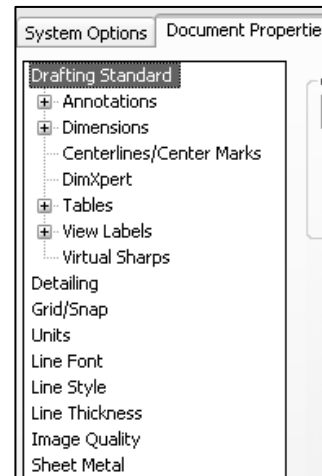 System Options Document Propertie
Drafting Standard
Annotations
Dimensions
Centerlines/Center Marks
DimXpert
Tables
View Labels
Virtual Sharps
Detailing
Grid/Snap
Units
Line Font
Line Style
Line Thickness
Image Quality
Sheet Metal